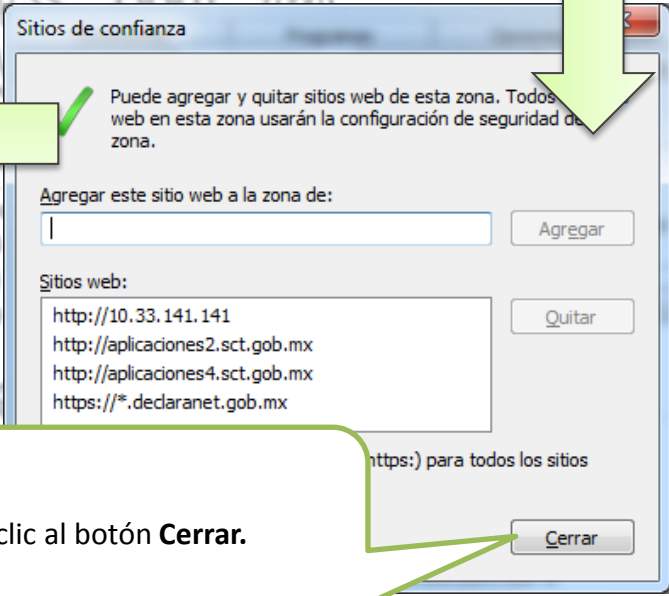 Sitios de confianza
Puede agregar y quitar sitios web de esta zona. Todos
web en esta zona usarán la configuración de seguridad de
zona.
Agregar este sitio web a la zona de:
Agregar
Sitios web:
http://10.33.141.141
http://aplicaciones2.sct.gob.mx
http://aplicaciones4.sct.gob.mx
https://*.declaranet.gob.mx
Quitar
https:) para todos los sitios
clic al botón Cerrar.
Cerrar